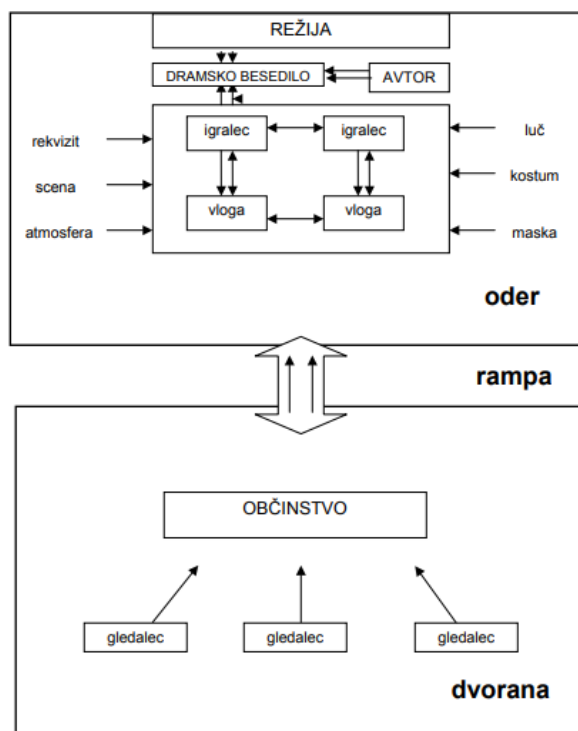 REŽIJA
DRAMSKO BESEDILO
AVTOR
igralec
igralec
rekvizit
luč
scena
kostum
vloga
vloga
atmosfera
maska
oder
rampa
OBČINSTVO
gledalec
gledalec
gledalec
dvorana